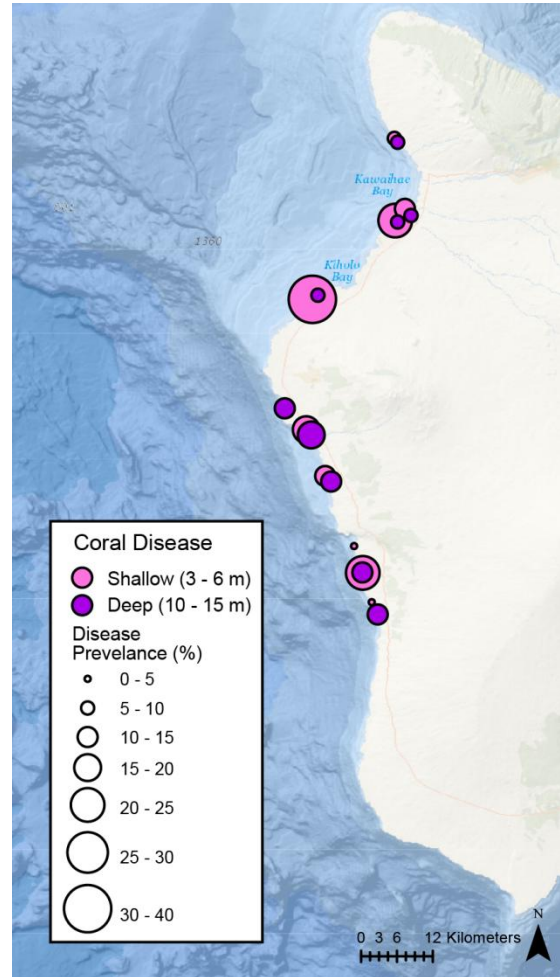 Kawaihae
Bay
1360
Kiholo
Bay
Coral Disease
Shallow (3 - 6 m)
Deep (10 - 15 m)
Disease
Prevelance (%)
0 - 5
5 - 10
10 - 15
15 - 20
20 - 25
25 - 30
30 - 40
N
0 3 6 12 Kilometers